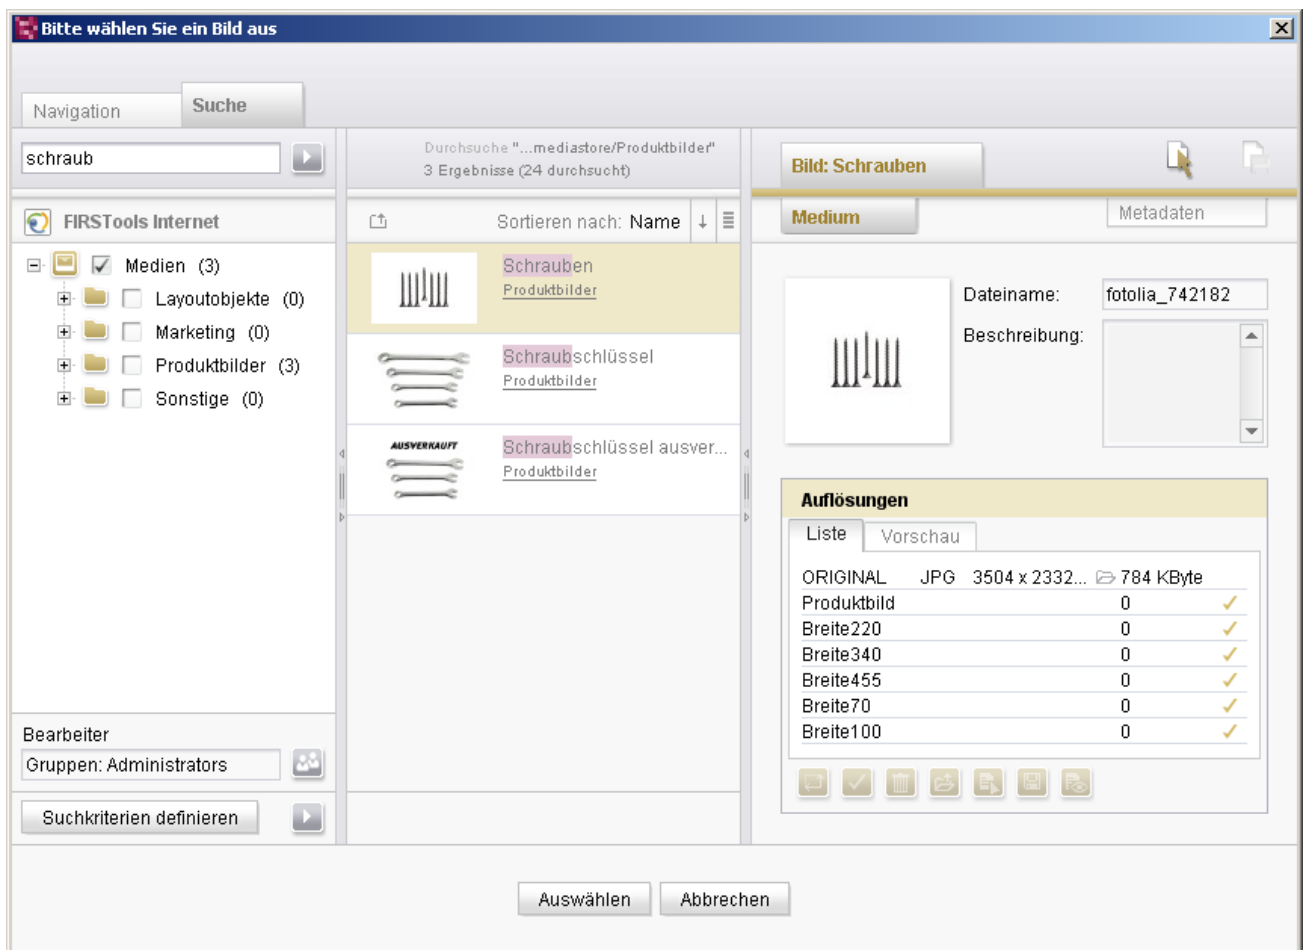 Bitte wählen Sie ein Bild aus
Navigation
Suche
schraub
Durchsuche "...mediastore/Produktbilder"
3 Ergebnisse (24 durchsucht)
Bild: Schrauben
FIRSTools Internet
Sortieren nach: Name
Medium
Metadaten
Medien (3)
Layoutobjekte (0)
Marketing (0)
Produktbilder (3)
Sonstige (0)
Schrauben
Produktbilder
Schraubschlüssel
Produktbilder
AUSVERKAUFT
Schraubschlüssel ausver...
Produktbilder
Dateiname: fotolia_742182
Beschreibung:
Auflösungen
Liste
Vorschau
ORIGINAL JPG 3504 x 2332... 784 KByte
Produktbild 0
Breite220 0
Breite340 0
Breite455 0
Breite70 0
Breite100 0
Bearbeiter
Gruppen: Administrators
Suchkriterien definieren
Auswählen
Abbrechen